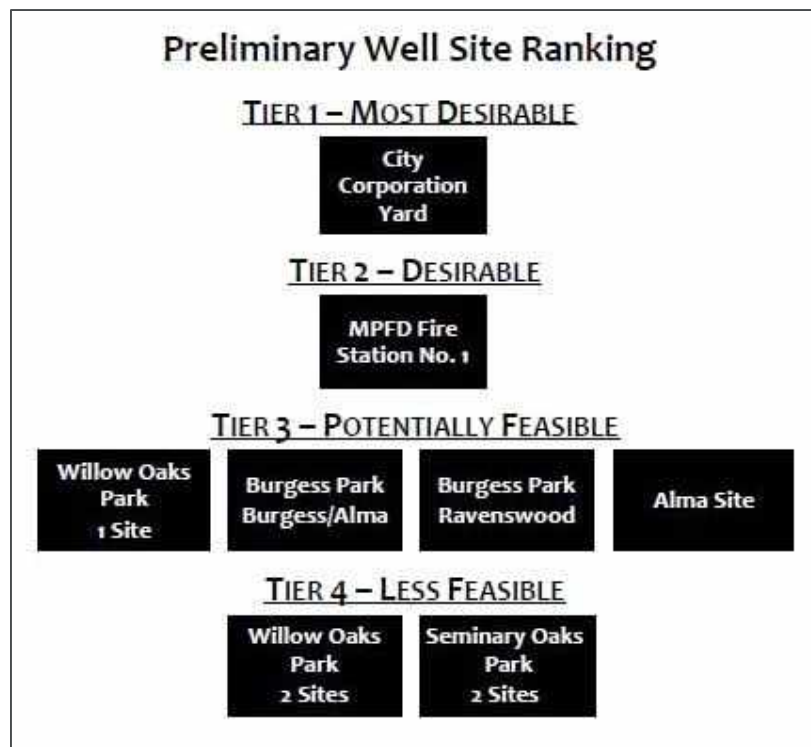 Preliminary Well Site Ranking
TIER 1 – MOST DESIRABLE
City
Corporation
Yard
TIER 2 – DESIRABLE
MPFD Fire
Station No. 1
TIER 3 – POTENTIALLY FEASIBLE
Willow Oaks
Park
1 Site
Burgess Park
Burgess/Alma
Burgess Park
Ravenswood
Alma Site
TIER 4 – LESS FEASIBLE
Willow Oaks
Park
2 Sites
Seminary Oaks
Park
2 Sites